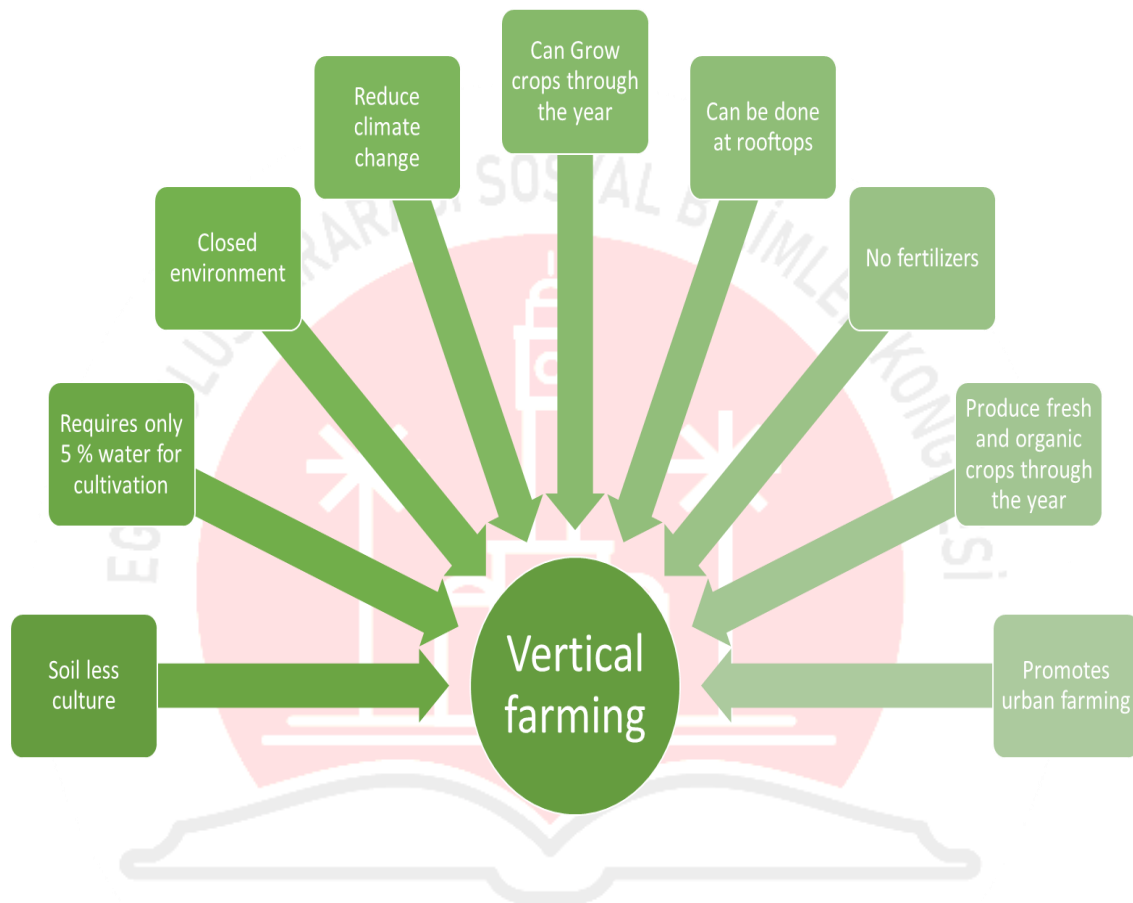 Can Grow
crops through
the year
Reduce
climate
change
Can be done
at rooftops
Closed
environment
No fertilizers
Requires only
5 % water for
cultivation
Produce fresh
and organic
crops through
the year
Soil less
culture
Vertical
farming
Promotes
urban farming
SOSYAL